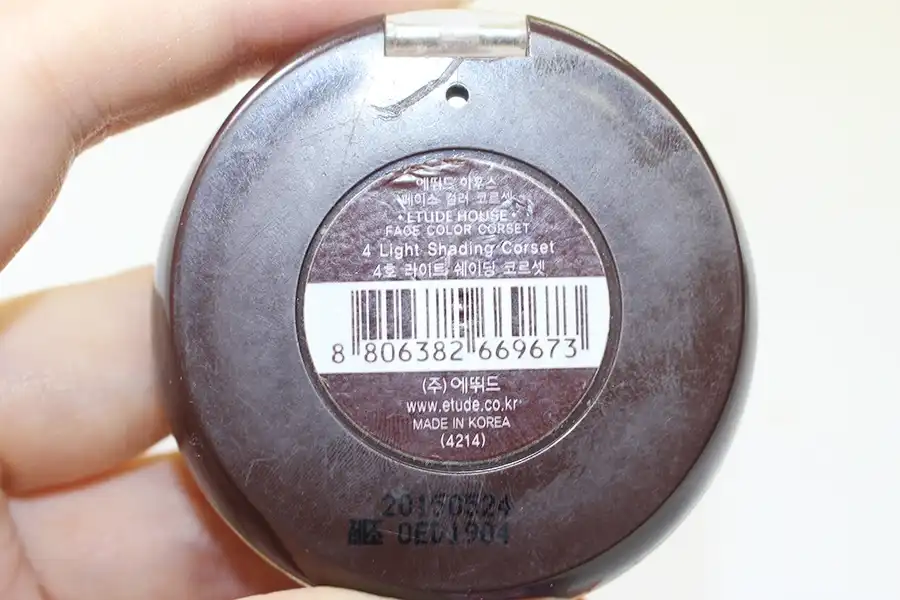 에뛰드 하우스
페이스 컬러 코르셋
· ETUDE HOUSE ·
FACE COLOR CORSET
4 Light Shading Corset
4호 라이트 쉐이딩 코르셋
8 806382 669673
(주)에뛰드
www.etude.co.kr
MADE IN KOREA
(4214)
20150524
0ED1904